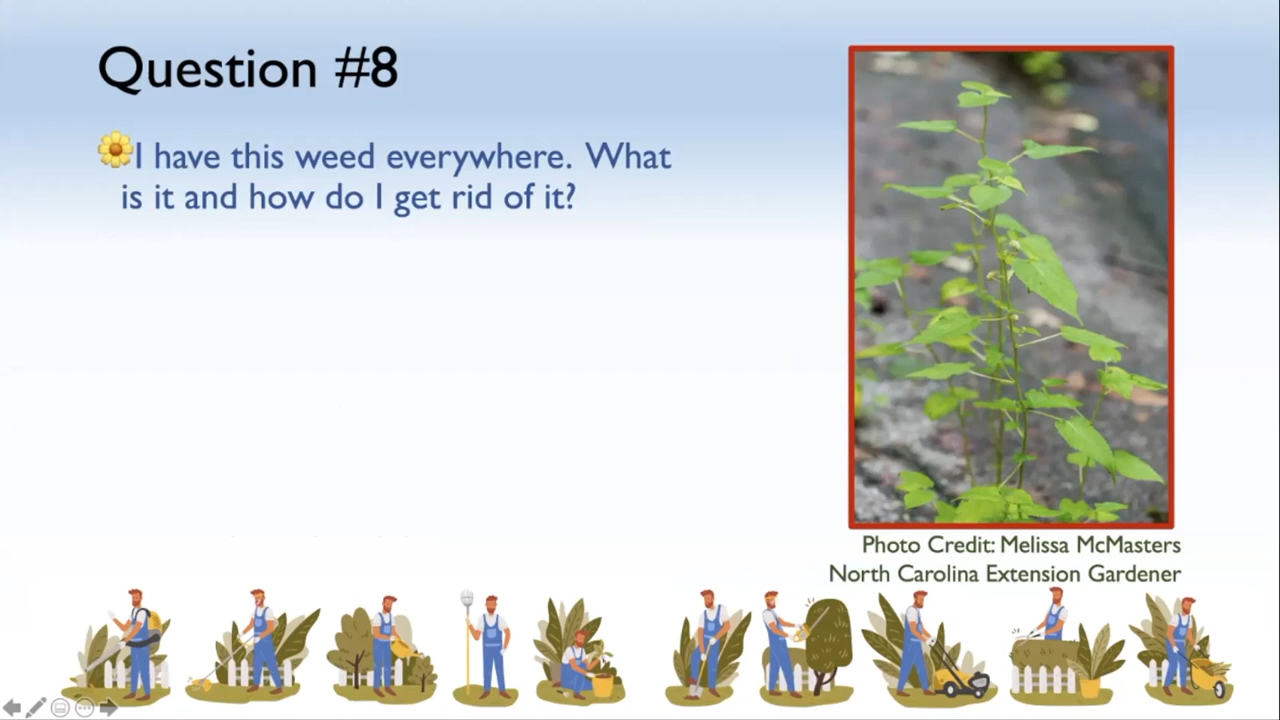 Question #8
I have this weed everywhere. What
is it and how do I get rid of it?
Photo Credit: Melissa McMasters
North Carolina Extension Gardener